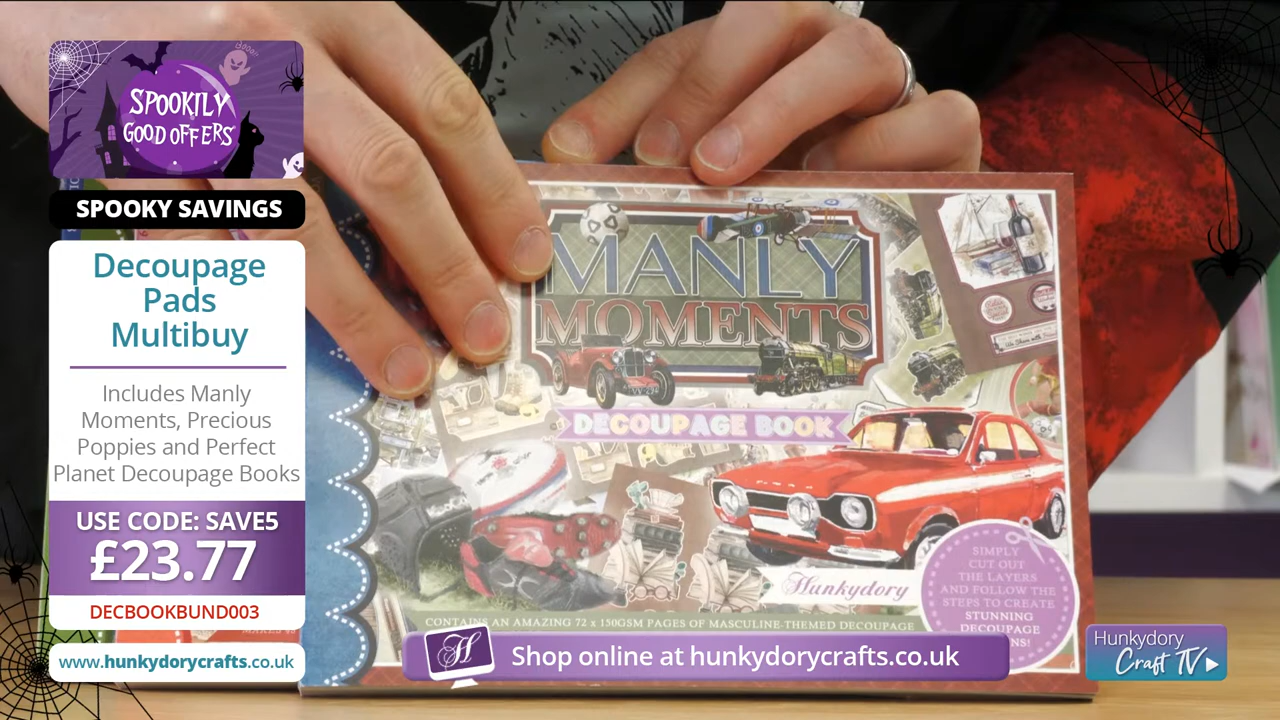 Booo!
SPOOKILY
GOOD OFFERS
SPOOKY SAVINGS
Decoupage
Pads
Multibuy
Includes Manly
Moments, Precious
Poppies and Perfect
Planet Decoupage Books
USE CODE: SAVE5
£23.77
DECBOOKBUND003
www.hunkydorycrafts.co.uk
MANLY
MOMENTS
DECOUPAGE BOOK
Hunkydory
SIMPLY
CUT OUT
THE LAYERS
AND FOLLOW THE
STEPS TO CREATE
STUNNING
DECOUPAGE
CONTAINS AN AMAZING 72 x 150GSM PAGES OF MASCULINE-THEMED DECOUPAGE
H
Shop online at hunkydorycrafts.co.uk
Hunkydory
Craft TV